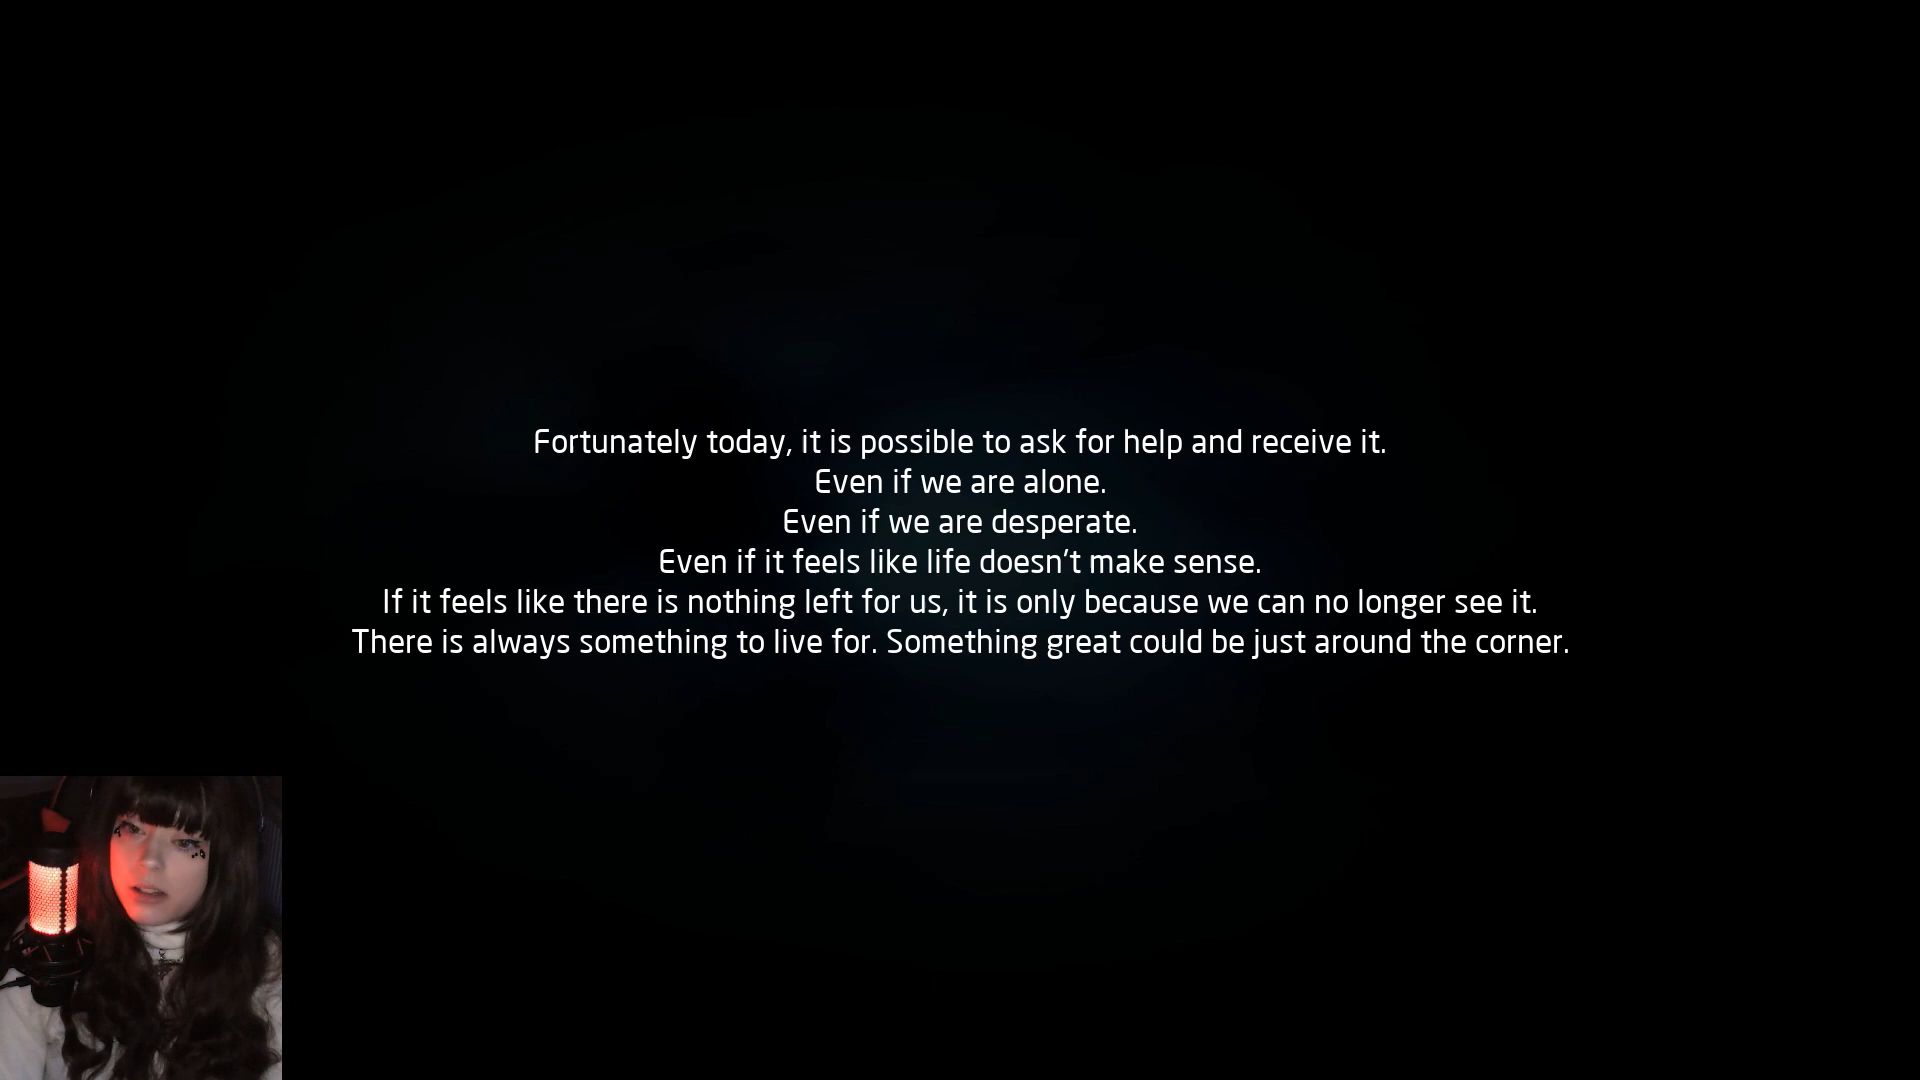 Fortunately today, it is possible to ask for help and receive it.
Even if we are alone.
Even if we are desperate.
Even if it feels like life doesn't make sense.
If it feels like there is nothing left for us, it is only because we can no longer see it.
There is always something to live for. Something great could be just around the corner.